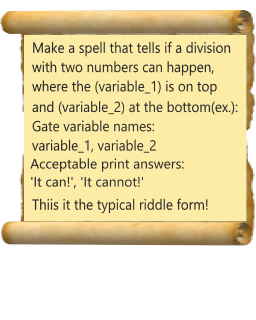 Make a spell that tells if a division
with two numbers can happen,
where the (variable_1) is on top
and (variable_2) at the bottom(ex.):
Gate variable names:
variable_1, variable_2
Acceptable print answers:
'It can!', 'It cannot!'
Thiis it the typical riddle form!